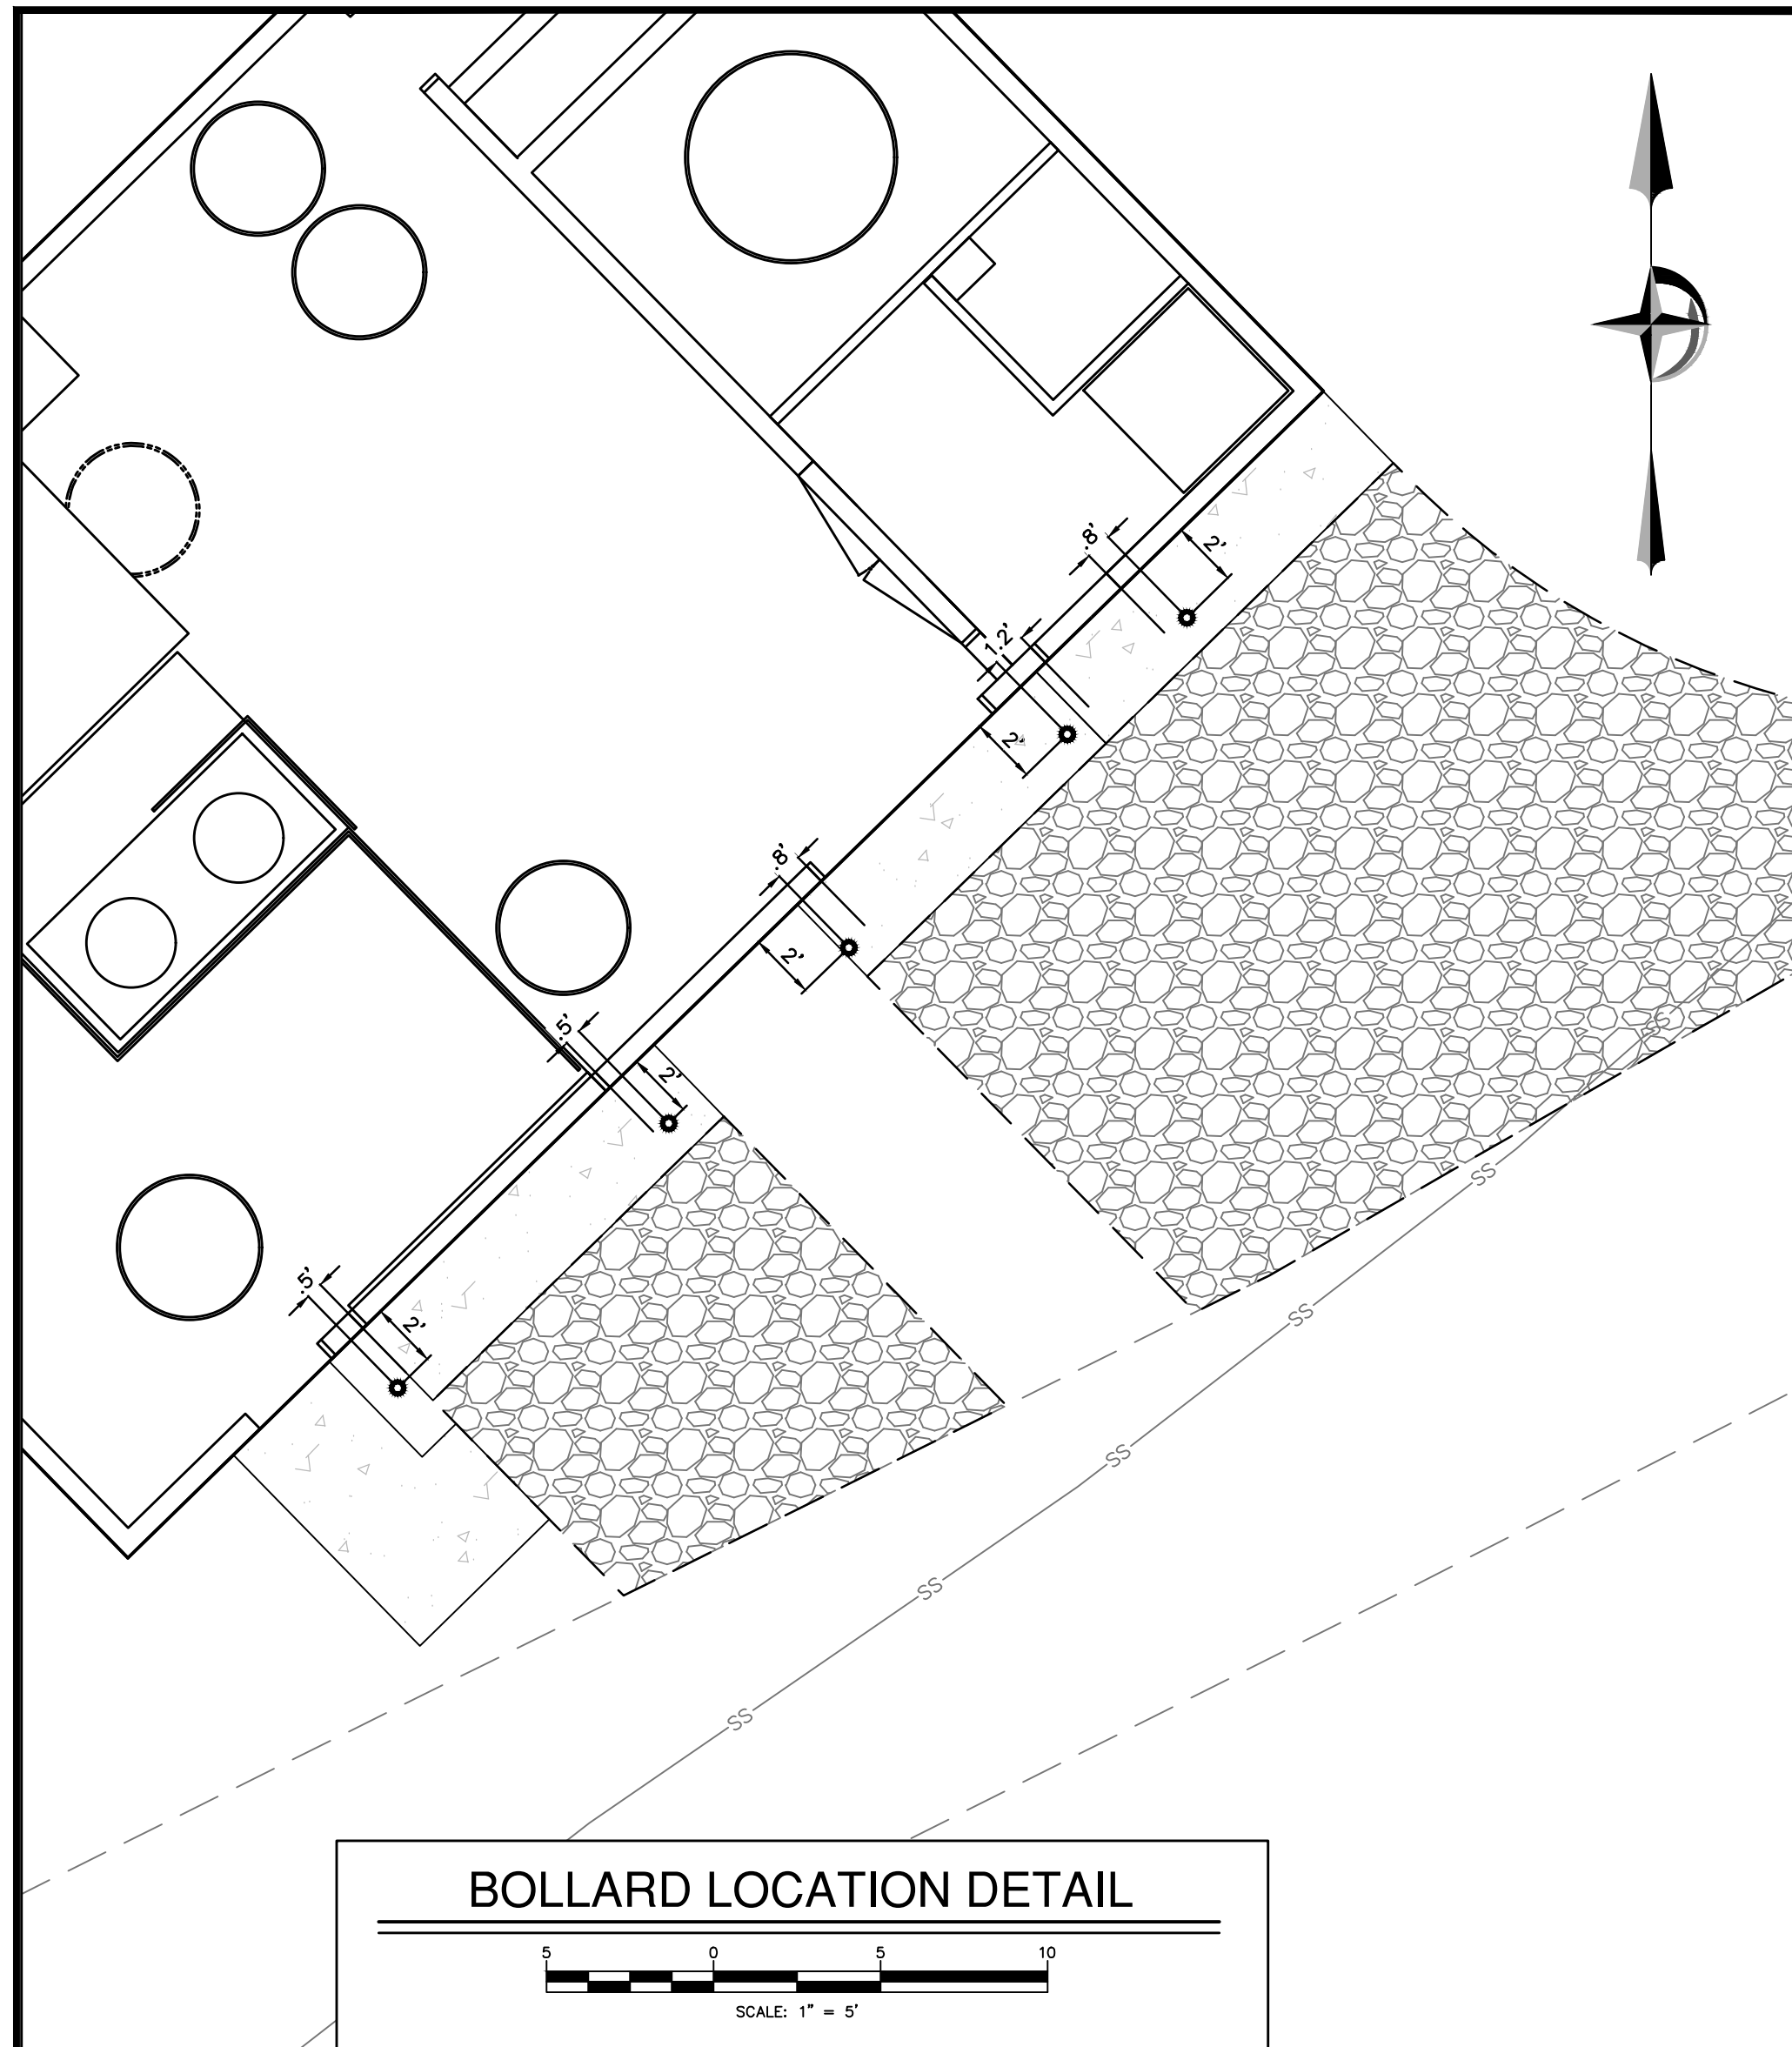 .8'
2'
1.2'
2'
.8'
2'
.5'
2'
.5'
2'
SS
SS
SS
SS
SS
SS
BOLLARD LOCATION DETAIL
5 0 5 10
SCALE: 1" = 5'